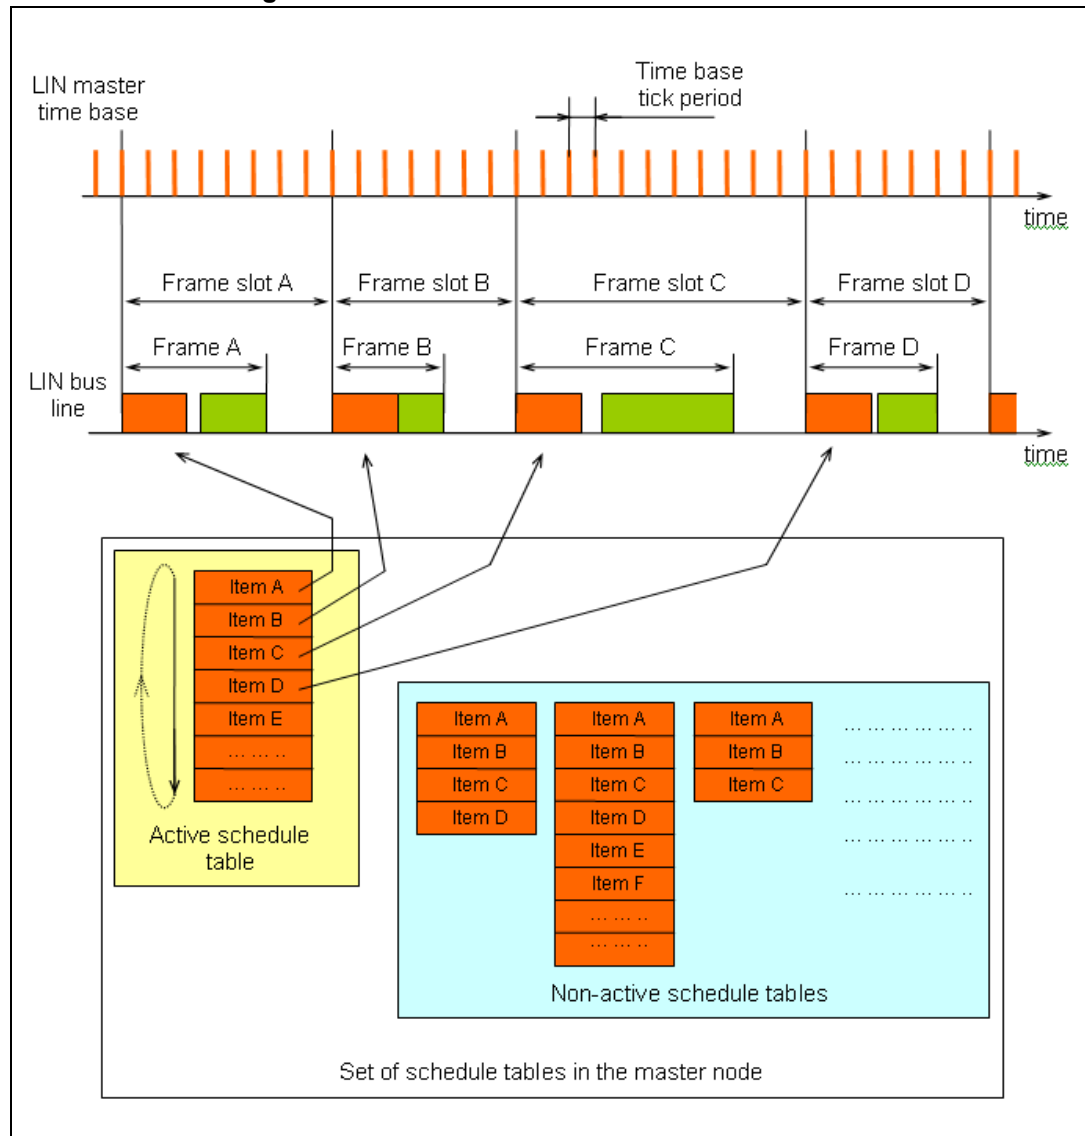 LIN master
time base
Time base
tick period
time
Frame slot A
Frame slot B
Frame slot C
Frame slot D
Frame A
Frame B
Frame C
Frame D
LIN bus
line
time
Item A
Item B
Item C
Item D
Item E
... ... ..
... ... ..
Active schedule
table
Item A
Item B
Item C
Item D
Item A
Item B
Item C
Item D
Item E
Item F
... ... ..
... ... ..
Item A
Item B
Item C
... ... ... ... ... ..
... ... ... ... ... ..
... ... ... ... ... ..
... ... ... ... ... ..
... ... ... ... ... ..
Non-active schedule tables
Set of schedule tables in the master node